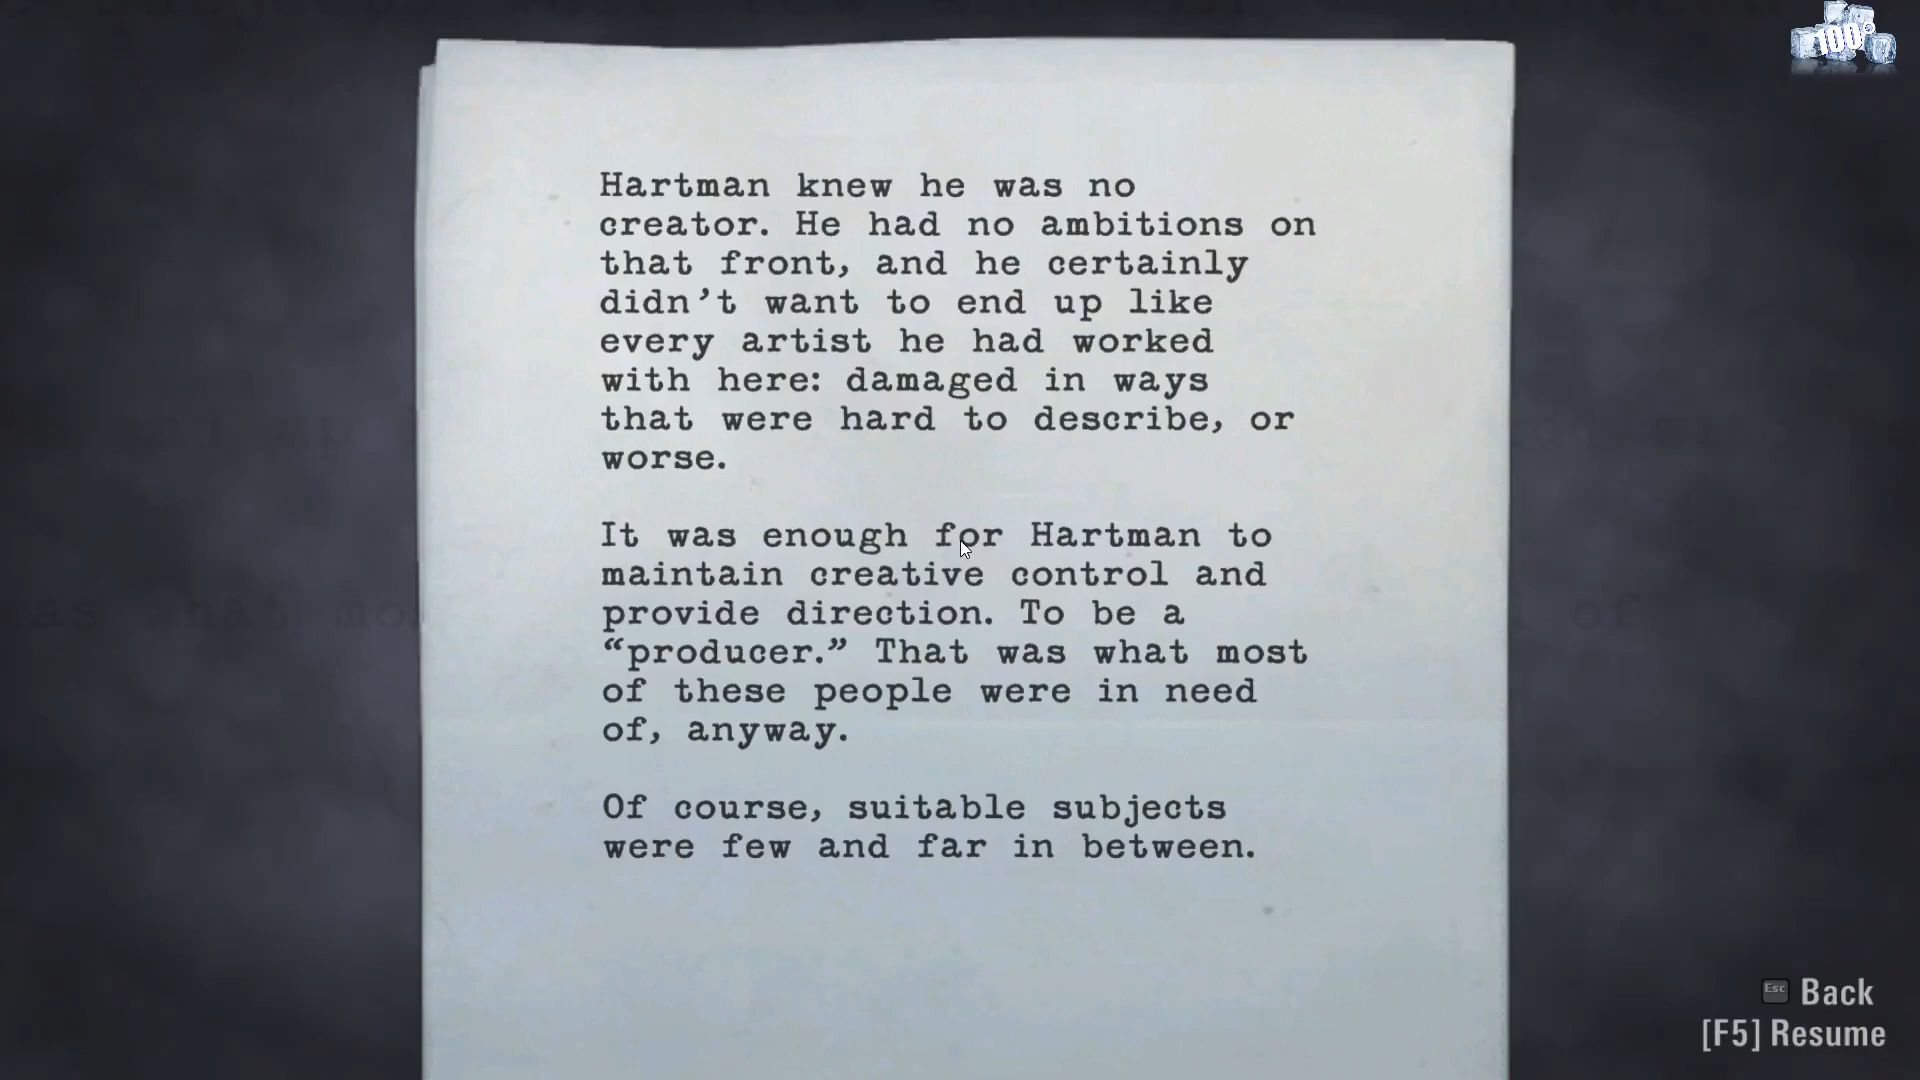 100°
Hartman knew he was no
creator. He had no ambitions on
that front, and he certainly
didn’t want to end up like
every artist he had worked
with here: damaged in ways
that were hard to describe, or
worse.
It was enough for Hartman to
maintain creative control and
provide direction. To be a
“producer.” That was what most
of these people were in need
of, anyway.
Of course, suitable subjects
were few and far in between.
Esc Back
[F5] Resume